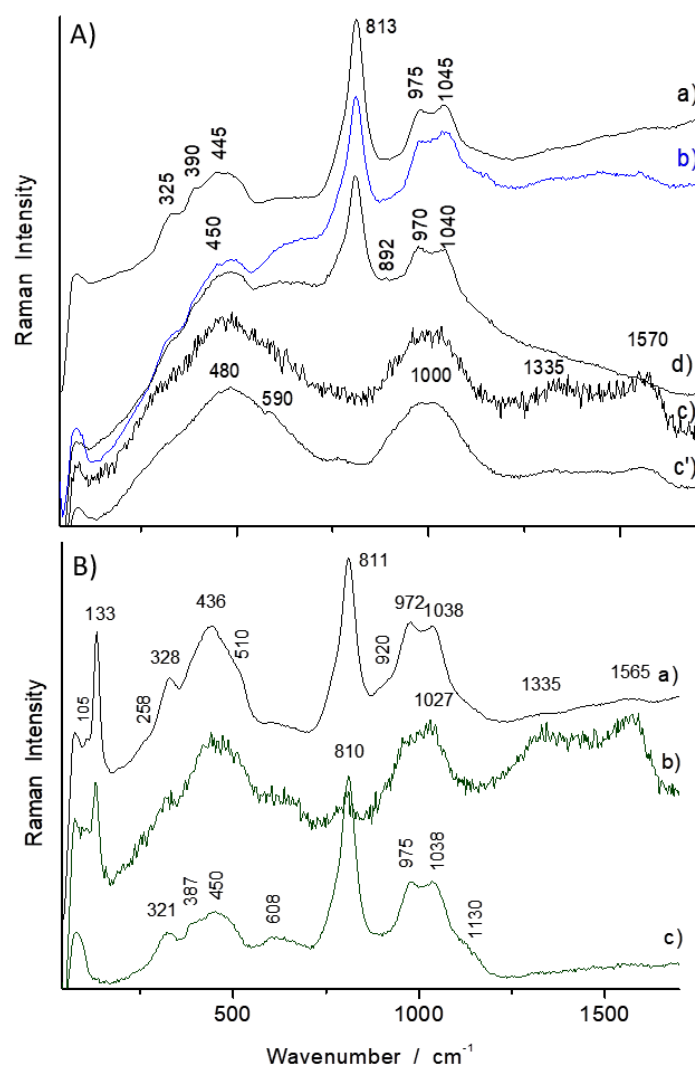 A)
813
975
1045
a)
b)
325
390
445
450
892
970
1040
1570
1335
d)
480
590
1000
c)
c')
Raman Intensity
B)
811
133
436
972
1038
328
510
920
105
258
1335
1565
a)
1027
810
b)
975
1038
387
450
321
608
1130
c)
Raman Intensity
500 1000 1500
Wavenumber / cm⁻¹